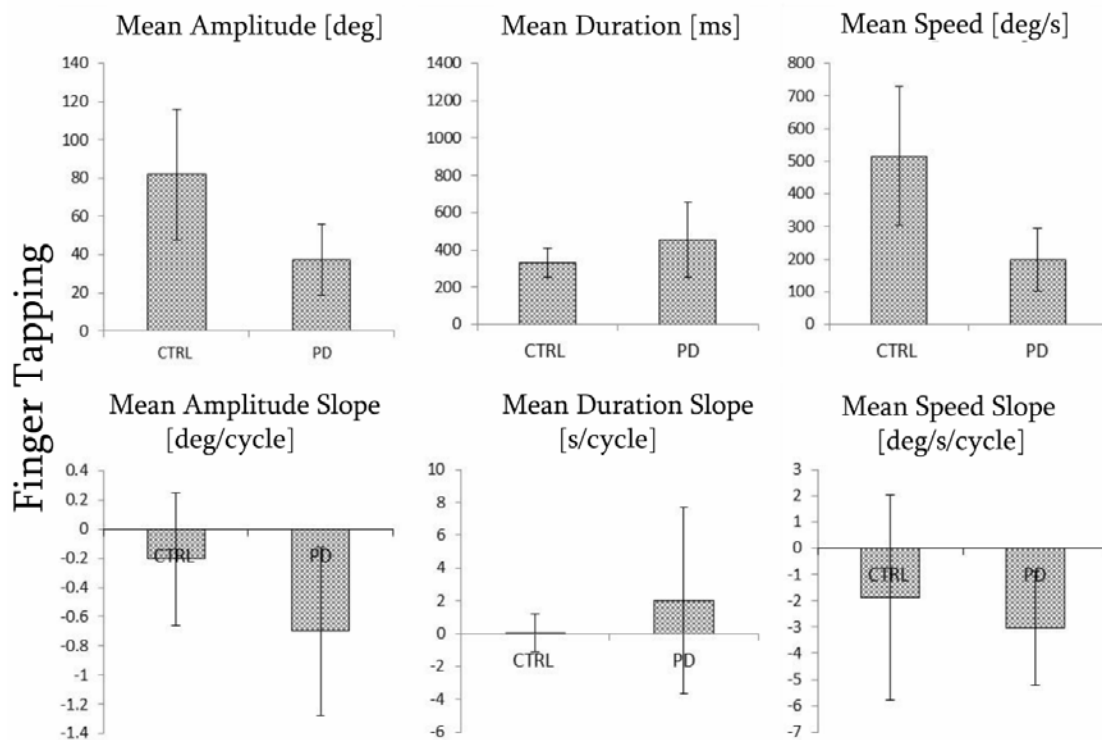 Finger Tapping
Mean Amplitude [deg]
140
120
100
80
60
40
20
0
CTRL
PD
Mean Duration [ms]
1400
1200
1000
800
600
400
200
0
CTRL
PD
Mean Speed [deg/s]
800
700
600
500
400
300
200
100
0
CTRL
PD
Mean Amplitude Slope
[deg/cycle]
0.4
0.2
0
-0.2
-0.4
-0.6
-0.8
-1
-1.2
-1.4
CTRL
PD
Mean Duration Slope
[s/cycle]
10
8
6
4
2
0
-2
-4
-6
CTRL
PD
Mean Speed Slope
[deg/s/cycle]
3
2
1
0
-1
-2
-3
-4
-5
-6
-7
CTRL
PD